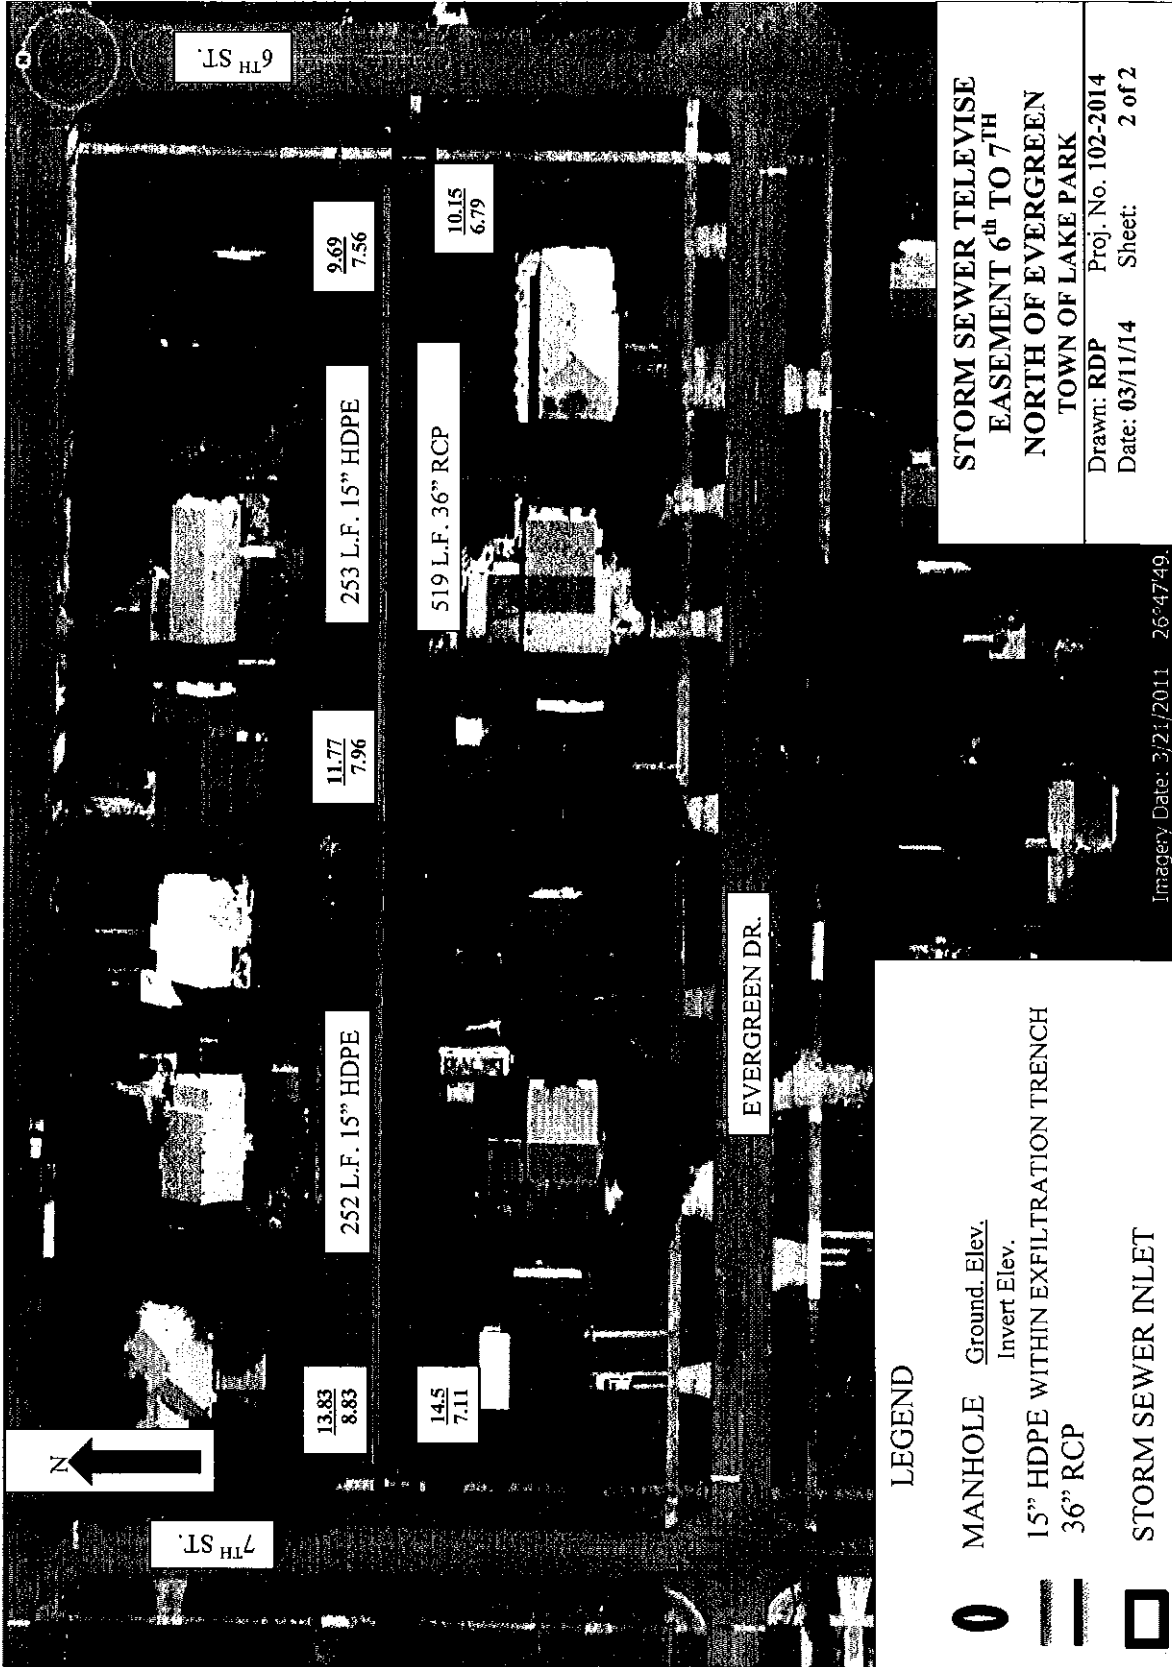 N
6TH ST.
7TH ST.
N
13.83
8.83
252 L.F. 15” HDPE
11.77
7.96
253 L.F. 15” HDPE
9.69
7.56
14.5
7.11
519 L.F. 36” RCP
10.15
6.79
EVERGREEN DR.
LEGEND
MANHOLE Ground. Elev.
Invert Elev.
15” HDPE WITHIN EXFILTRATION TRENCH
36” RCP
STORM SEWER INLET
Imagery Date: 3/21/2011 26°47'49.
STORM SEWER TELEVISE
EASEMENT 6th TO 7TH
NORTH OF EVERGREEN
TOWN OF LAKE PARK
Drawn: RDP Proj. No. 102-2014
Date: 03/11/14 Sheet: 2 of 2